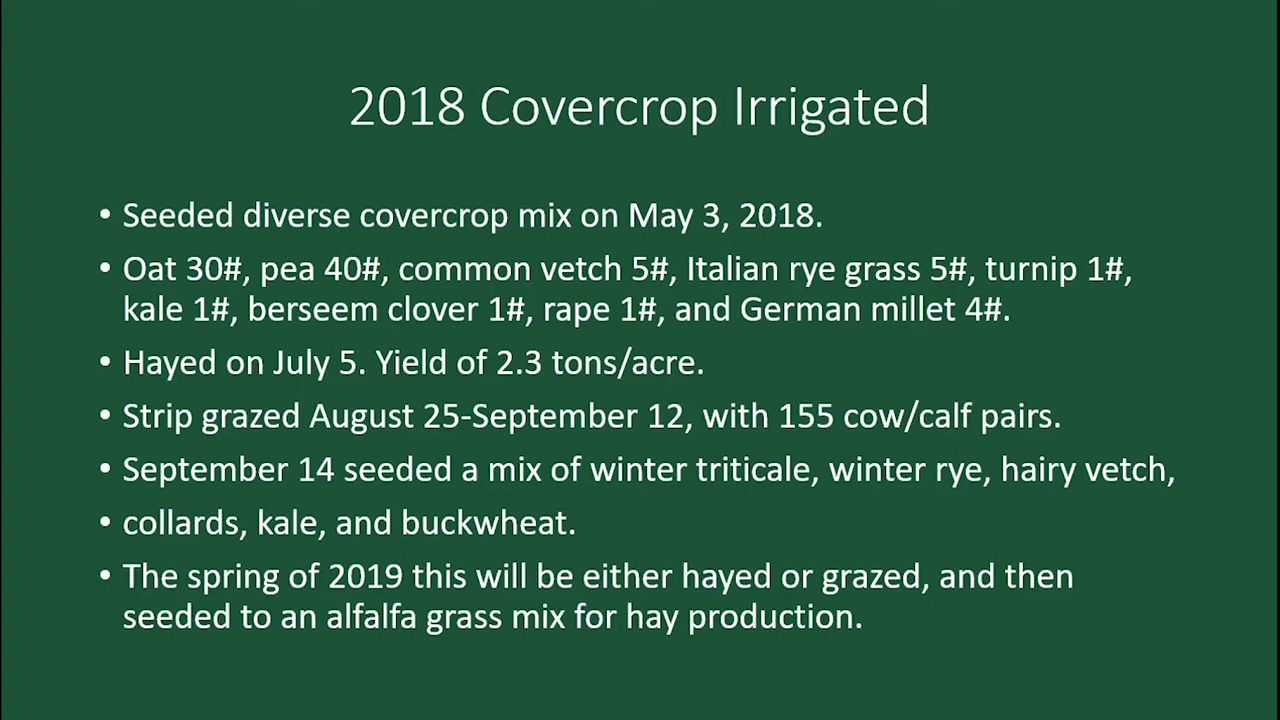 2018 Covercrop Irrigated
• Seeded diverse covercrop mix on May 3, 2018.
• Oat 30#, pea 40#, common vetch 5#, Italian rye grass 5#, turnip 1#,
kale 1#, berseem clover 1#, rape 1#, and German millet 4#.
• Hayed on July 5. Yield of 2.3 tons/acre.
• Strip grazed August 25-September 12, with 155 cow/calf pairs.
• September 14 seeded a mix of winter triticale, winter rye, hairy vetch,
• collards, kale, and buckwheat.
• The spring of 2019 this will be either hayed or grazed, and then
seeded to an alfalfa grass mix for hay production.